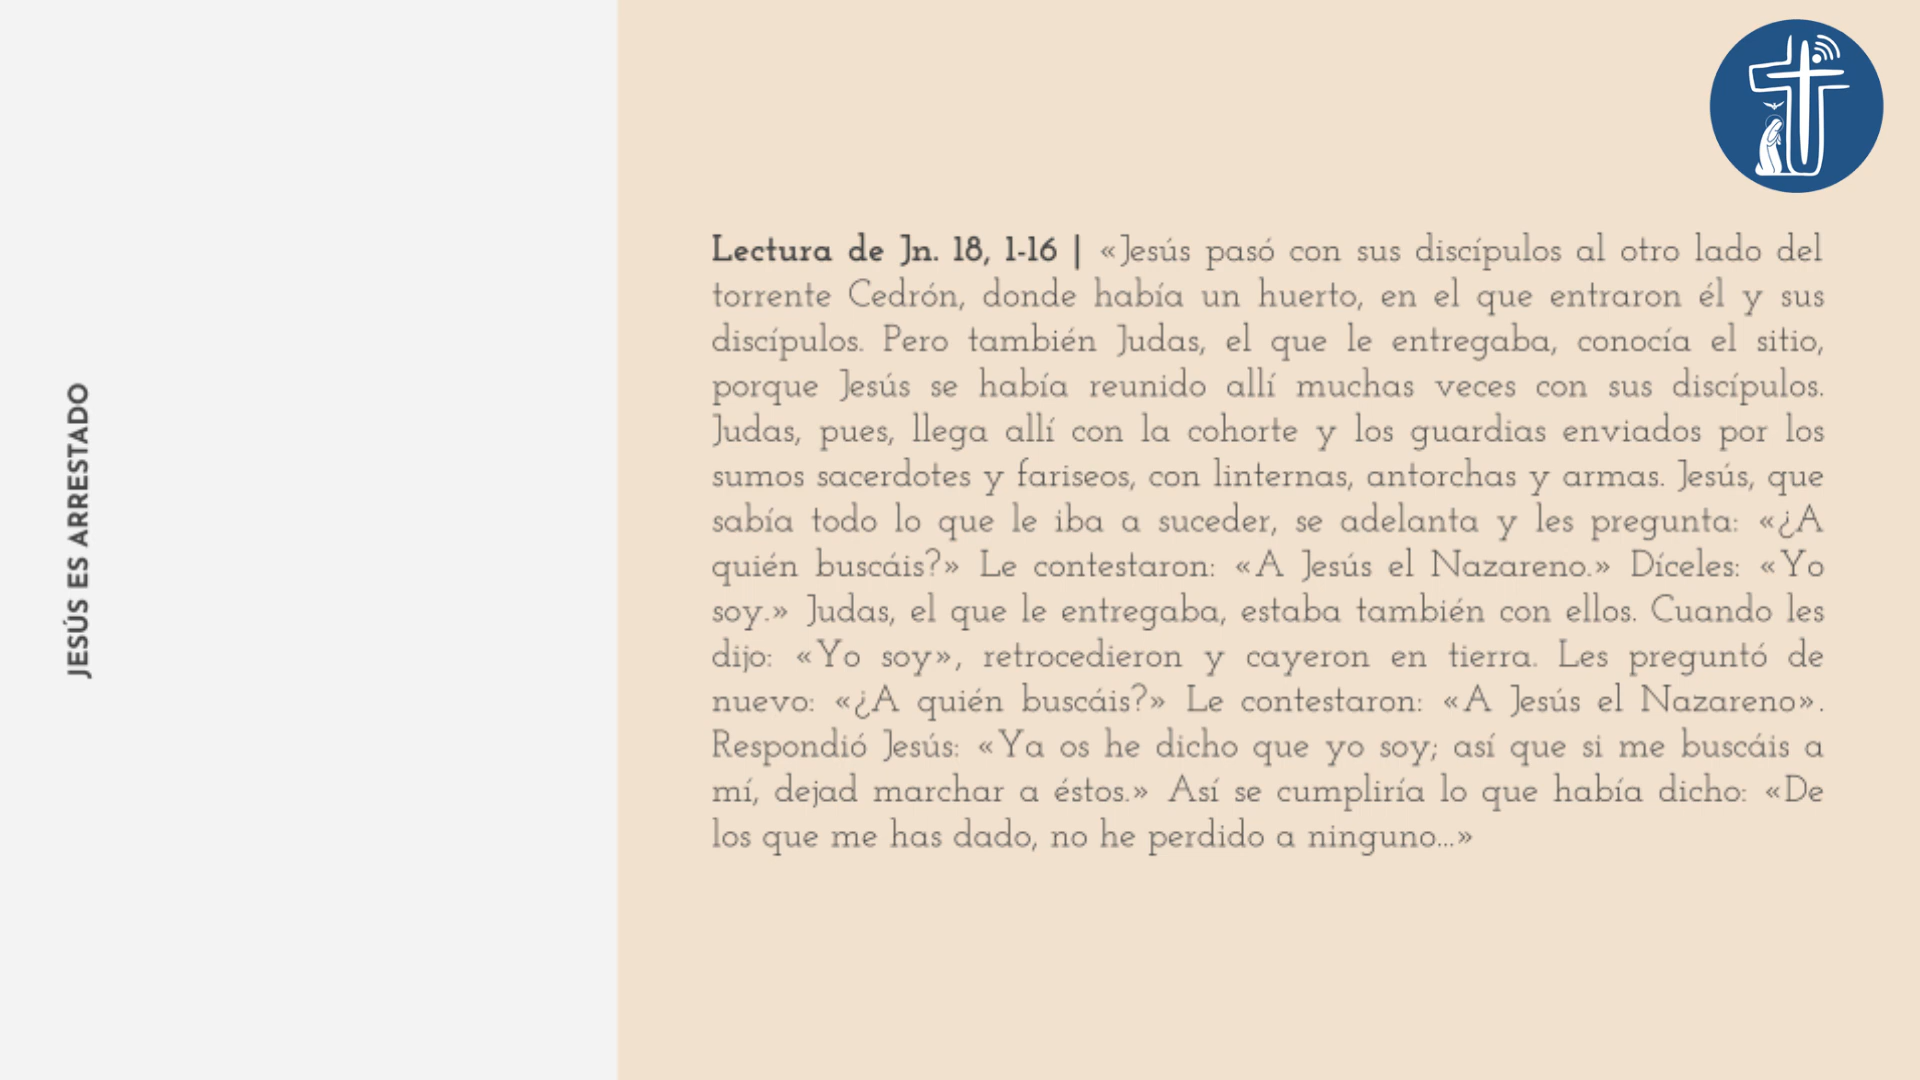 JESÚS ES ARRESTADO
Lectura de Jn. 18, 1-16 | «Jesús pasó con sus discípulos al otro lado del
torrente Cedrón, donde había un huerto, en el que entraron él y sus
discípulos. Pero también Judas, el que le entregaba, conocía el sitio,
porque Jesús se había reunido allí muchas veces con sus discípulos.
Judas, pues, llega allí con la cohorte y los guardias enviados por los
sumos sacerdotes y fariseos, con linternas, antorchas y armas. Jesús, que
sabía todo lo que le iba a suceder, se adelanta y les pregunta: «¿A
quién buscáis?» Le contestaron: «A Jesús el Nazareno.» Díceles: «Yo
soy.» Judas, el que le entregaba, estaba también con ellos. Cuando les
dijo: «Yo soy», retrocedieron y cayeron en tierra. Les preguntó de
nuevo: «¿A quién buscáis?» Le contestaron: «A Jesús el Nazareno».
Respondió Jesús: «Ya os he dicho que yo soy; así que si me buscáis a
mí, dejad marchar a éstos.» Así se cumpliría lo que había dicho: «De
los que me has dado, no he perdido a ninguno...»